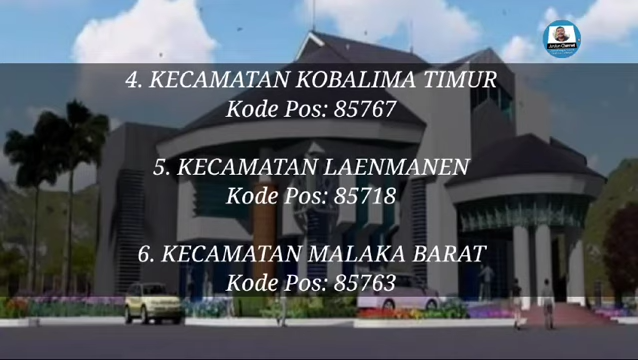 4. KECAMATAN KOBALIMA TIMUR
Kode Pos: 85767
5. KECAMATAN LAENMANEN
Kode Pos: 85718
6. KECAMATAN MALAKA BARAT
Kode Pos: 85763